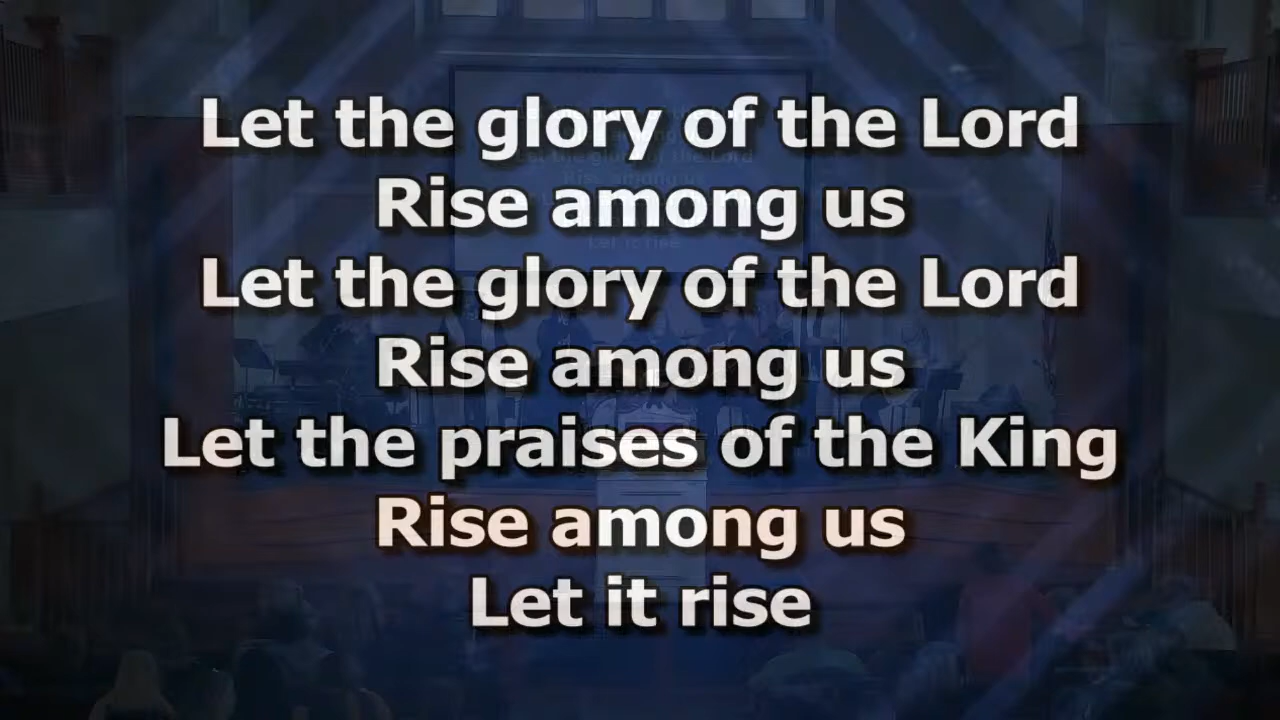 Let the glory of the Lord
Rise among us
Let the glory of the Lord
Rise among us
Let the praises of the King
Rise among us
Let it rise